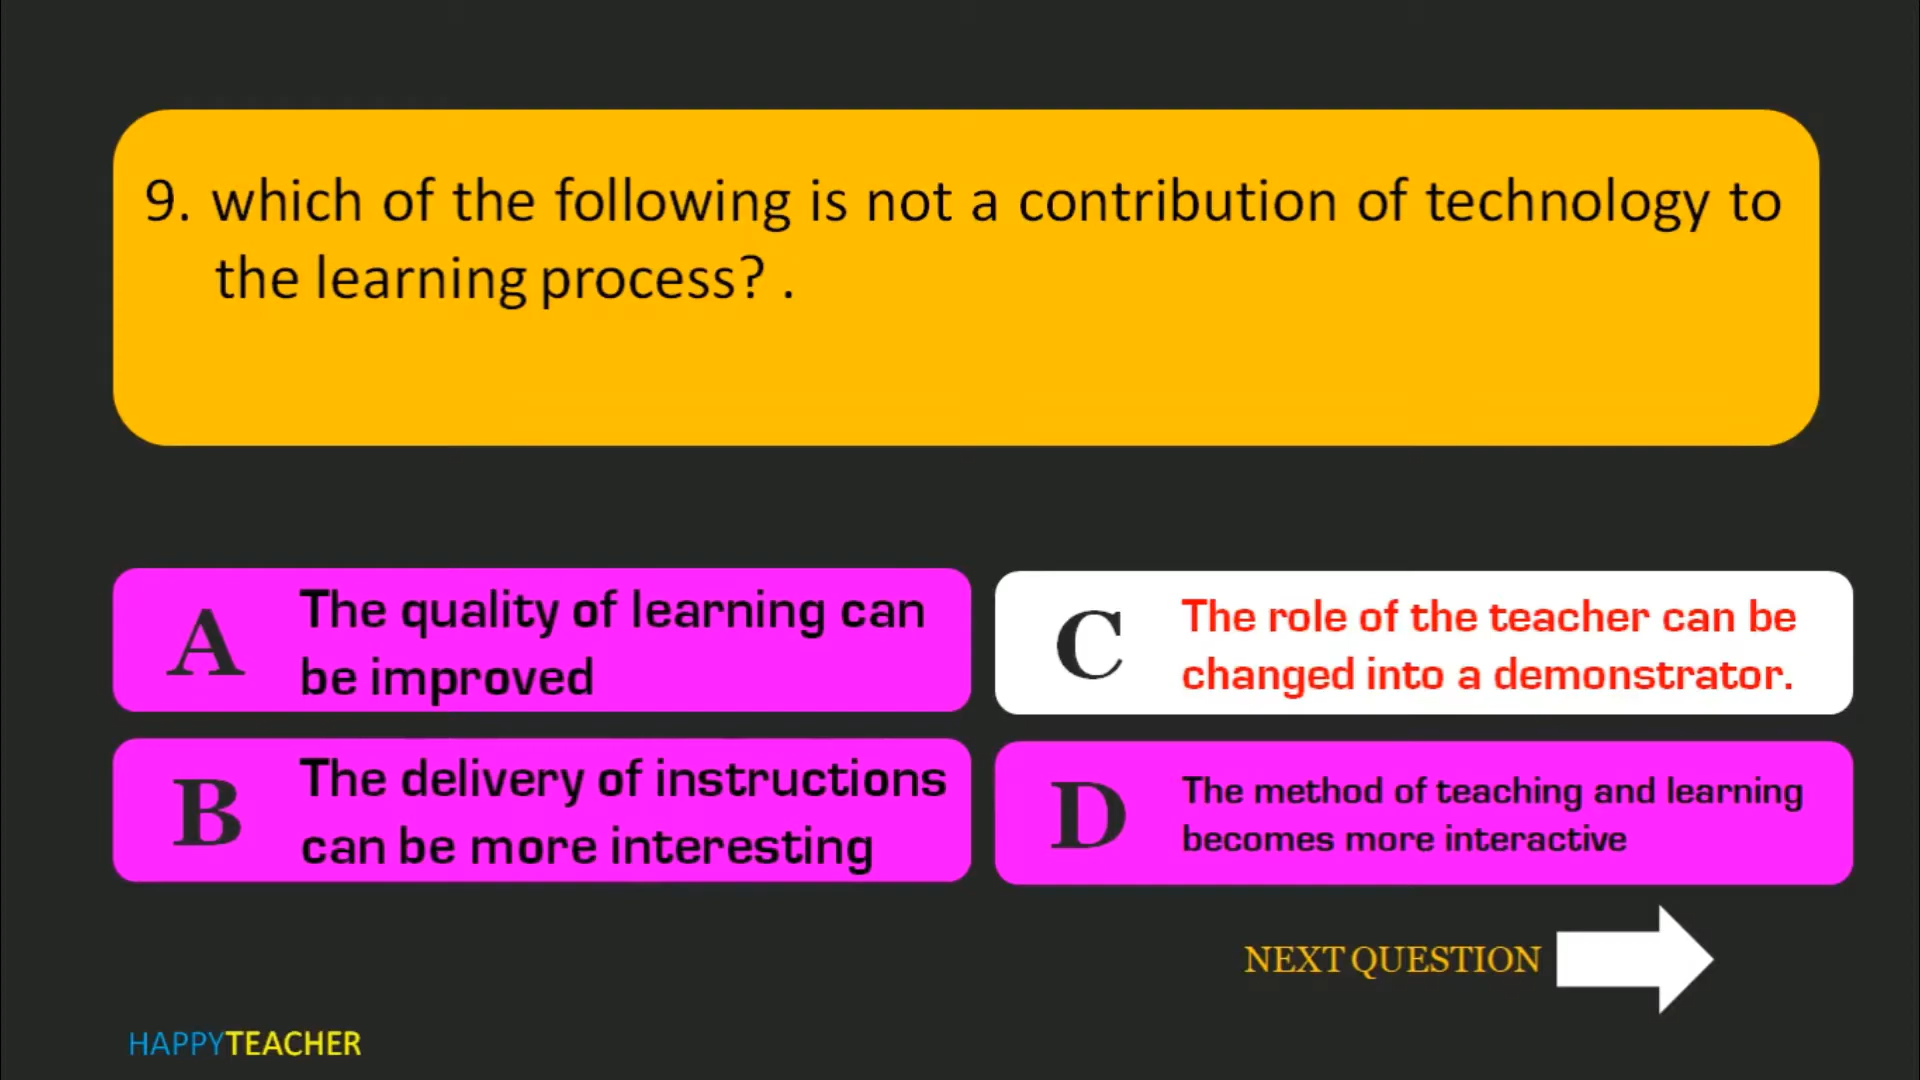 9. which of the following is not a contribution of technology to
the learning process? .
A
The quality of learning can
be improved
B
The delivery of instructions
can be more interesting
C
The role of the teacher can be
changed into a demonstrator.
D
The method of teaching and learning
becomes more interactive
NEXT QUESTION
HAPPYTEACHER